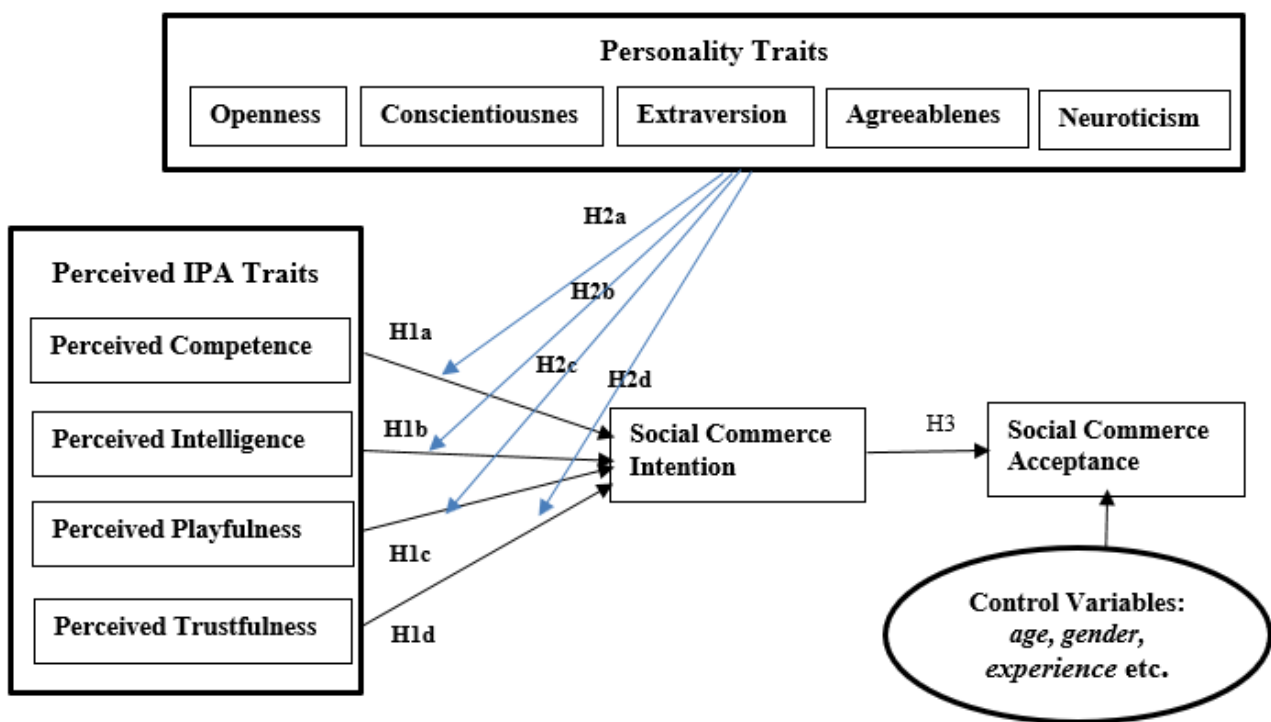 Personality Traits
Openness
Conscientiousnes
Extraversion
Agreeablenes
Neuroticism
H2a
H2b
H2c
H2d
Perceived IPA Traits
Perceived Competence
Perceived Intelligence
Perceived Playfulness
Perceived Trustfulness
H1a
H1b
H1c
H1d
Social Commerce
Intention
H3
Social Commerce
Acceptance
Control Variables:
age, gender,
experience etc.